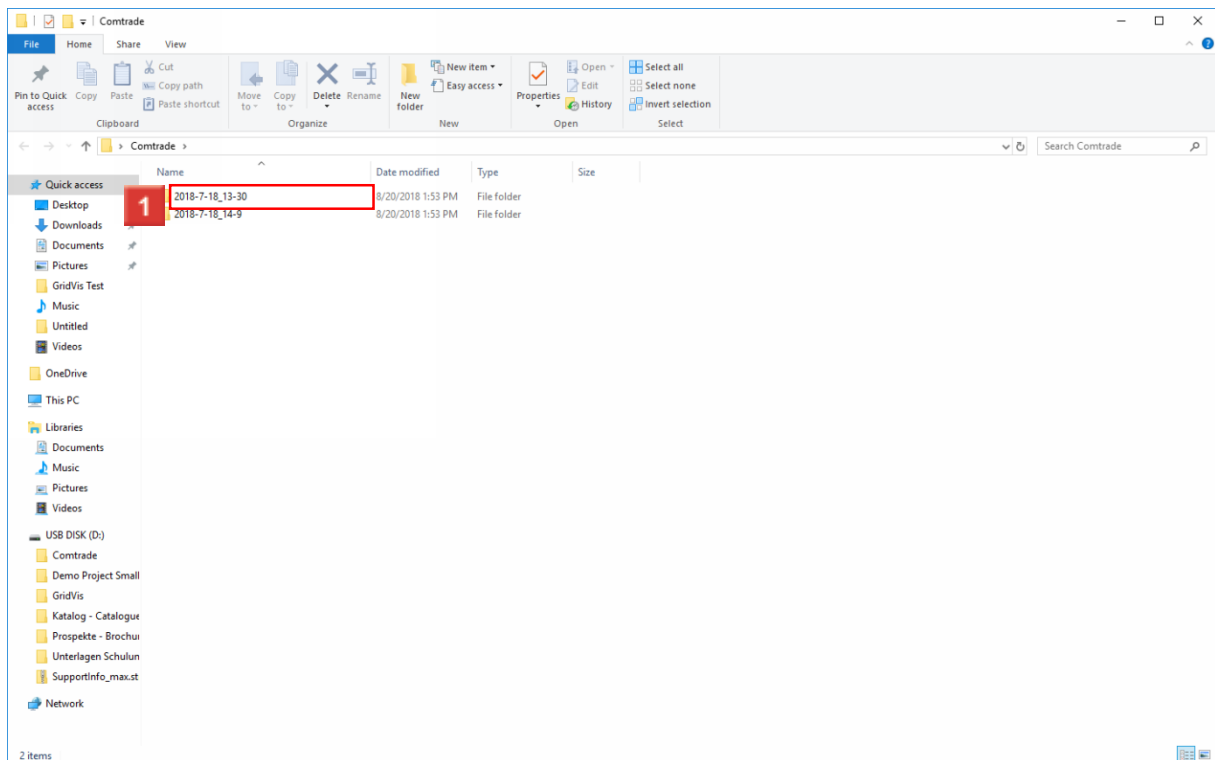 Comtrade
File Home Share View
Pin to Quick access
Copy
Paste
Cut
Copy path
Paste shortcut
Clipboard
Move to
Copy to
Delete
Rename
Organize
New folder
New item
Easy access
New
Properties
Open
Edit
History
Open
Select all
Select none
Invert selection
Select
Comtrade
Search Comtrade
Name Date modified Type Size
1
2018-7-18_13-30 8/20/2018 1:53 PM File folder
2018-7-18_14-9 8/20/2018 1:53 PM File folder
Quick access
Desktop
Downloads
Documents
Pictures
GridVis Test
Music
Untitled
Videos
OneDrive
This PC
Libraries
Documents
Music
Pictures
Videos
USB DISK (D:)
Comtrade
Demo Project Small
GridVis
Katalog - Catalogue
Prospekte - Brochu
Unterlagen Schulun
SupportInfo_max.st
Network
2 items